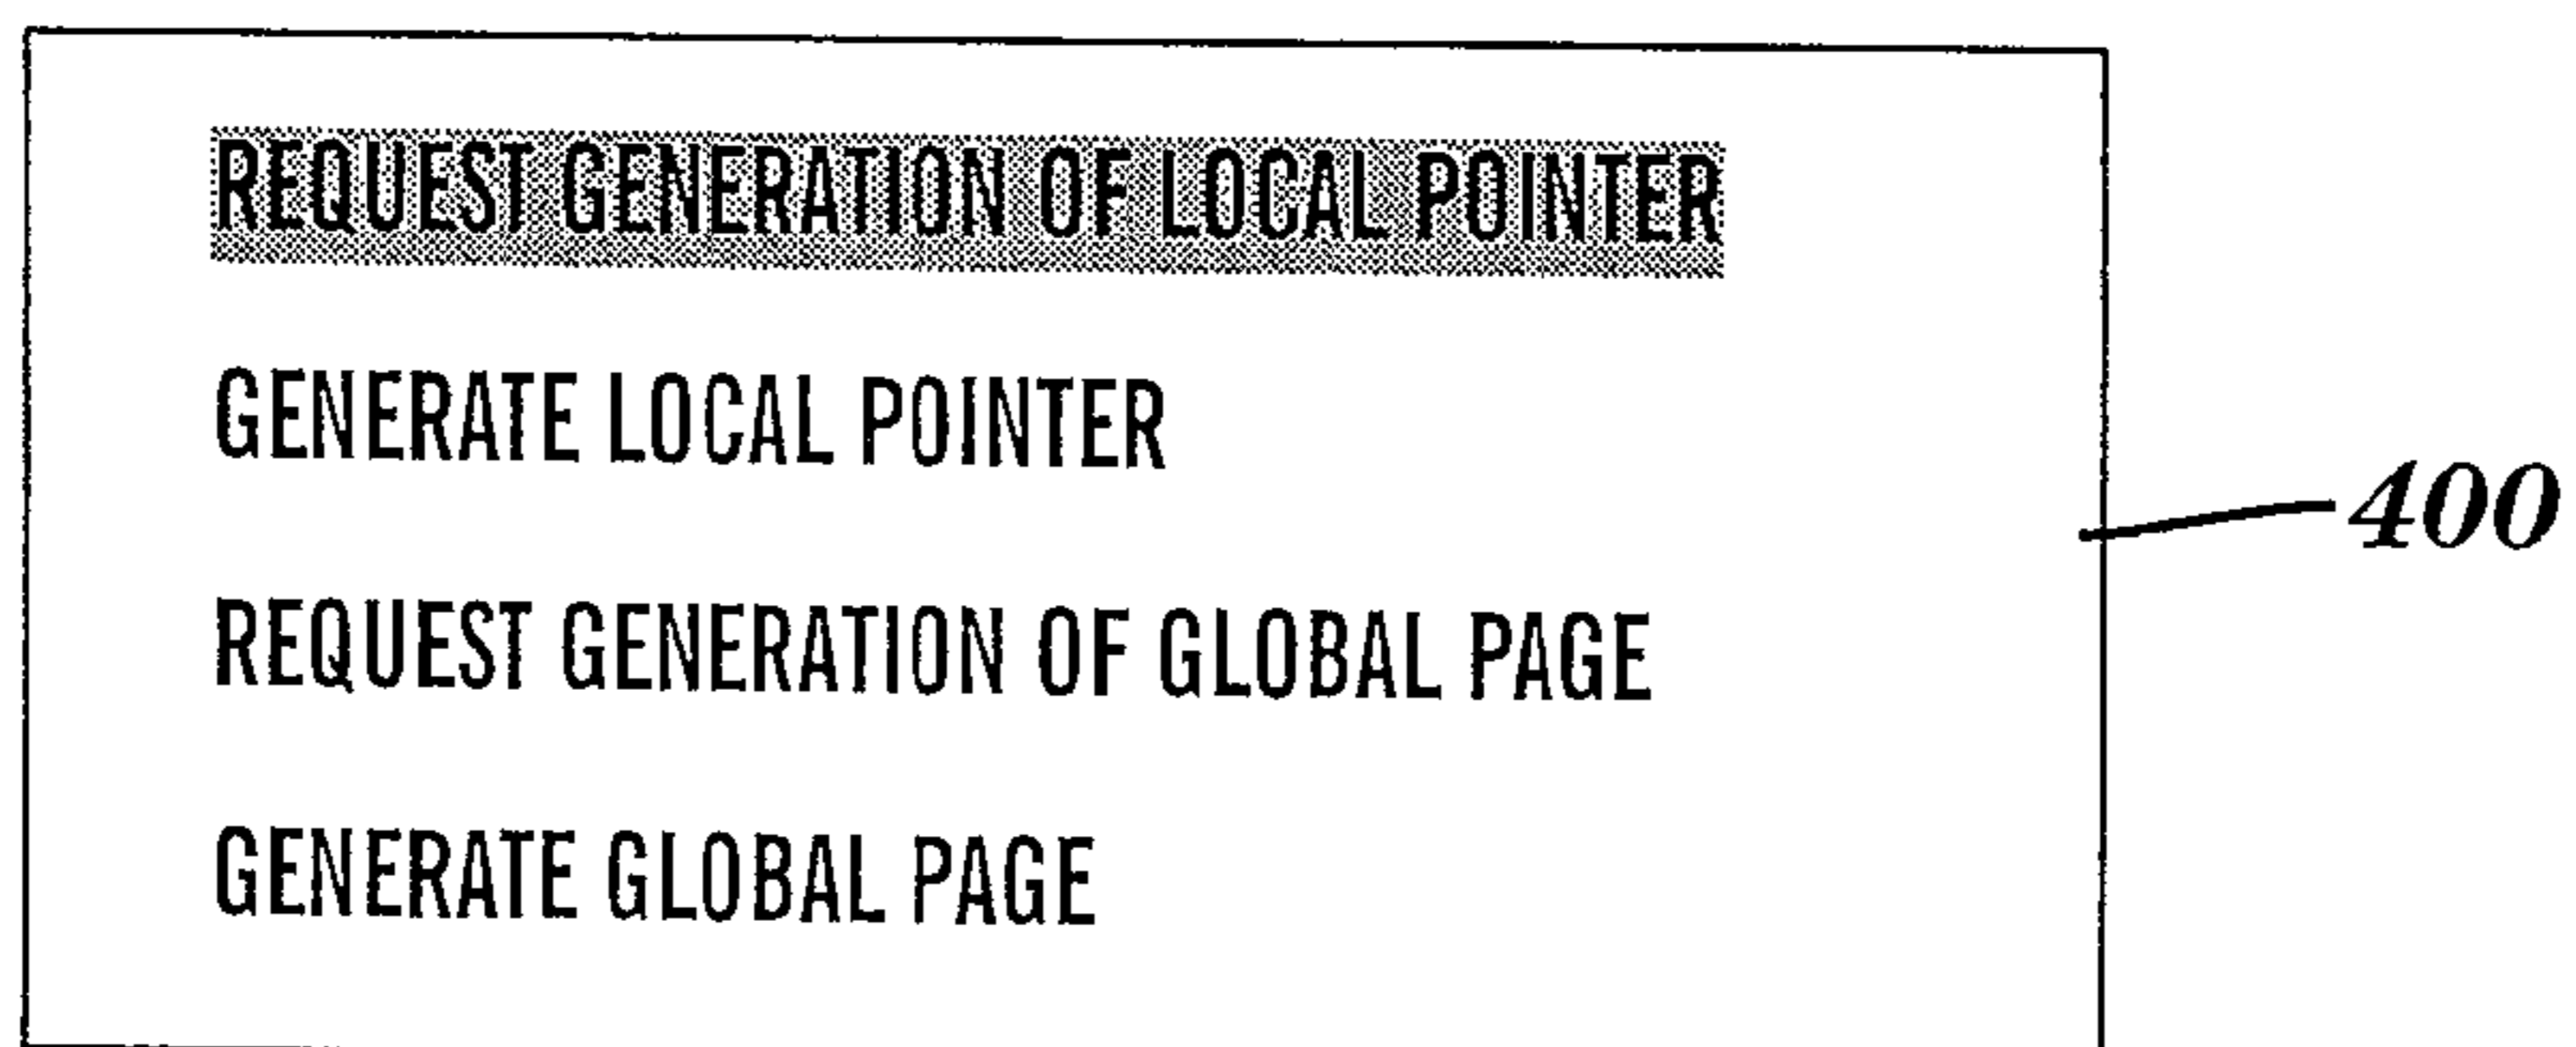 REQUEST GENERATION OF LOCAL POINTER
GENERATE LOCAL POINTER
400
REQUEST GENERATION OF GLOBAL PAGE
GENERATE GLOBAL PAGE